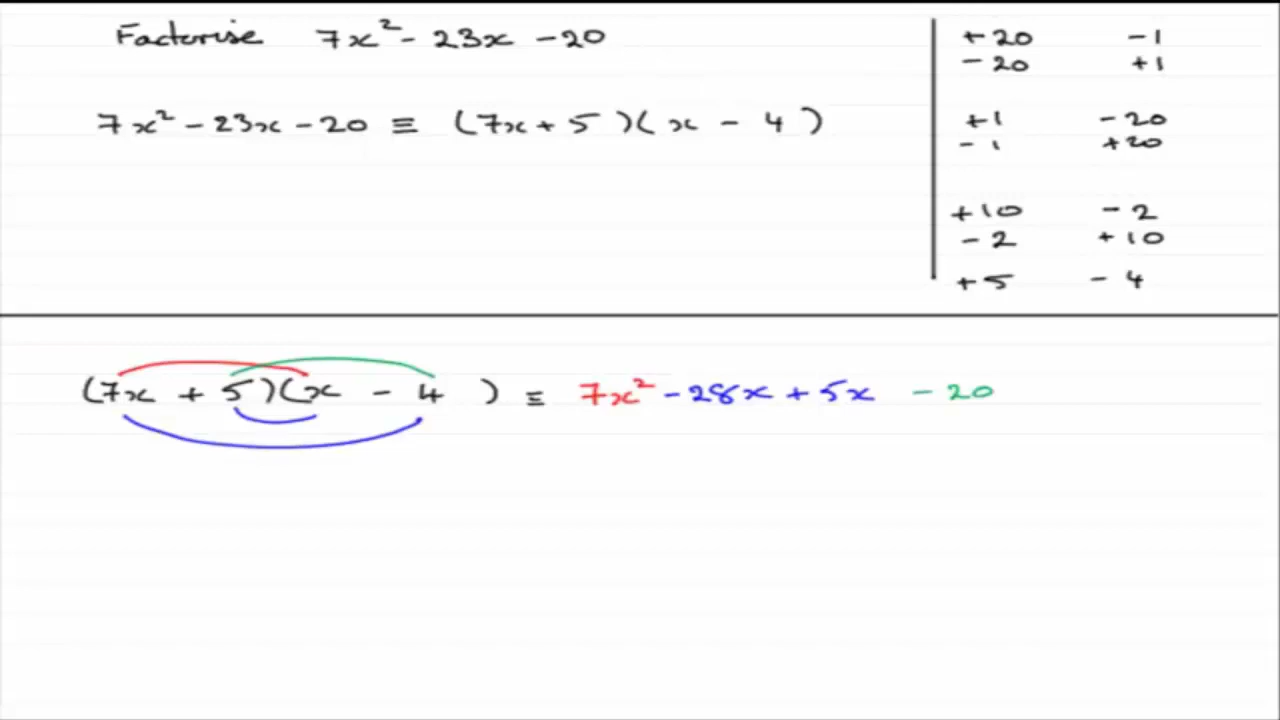 Factorise 7x² - 23x - 20
7x² - 23x - 20 ≡ (7x + 5)(x - 4)
+20 -1
-20 +1
+1 -20
-1 +20
+10 -2
-2 +10
+5 -4
(7x + 5)(x - 4) ≡ 7x² - 28x + 5x - 20